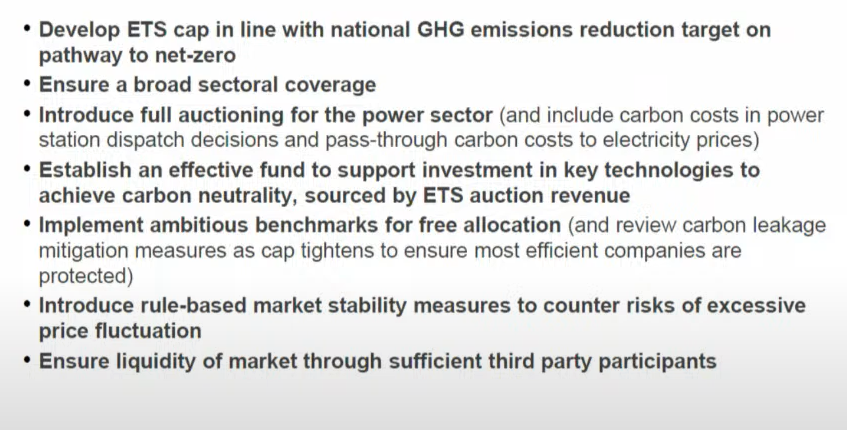 • Develop ETS cap in line with national GHG emissions reduction target on
pathway to net-zero
• Ensure a broad sectoral coverage
• Introduce full auctioning for the power sector (and include carbon costs in power
station dispatch decisions and pass-through carbon costs to electricity prices)
• Establish an effective fund to support investment in key technologies to
achieve carbon neutrality, sourced by ETS auction revenue
• Implement ambitious benchmarks for free allocation (and review carbon leakage
mitigation measures as cap tightens to ensure most efficient companies are
protected)
• Introduce rule-based market stability measures to counter risks of excessive
price fluctuation
• Ensure liquidity of market through sufficient third party participants